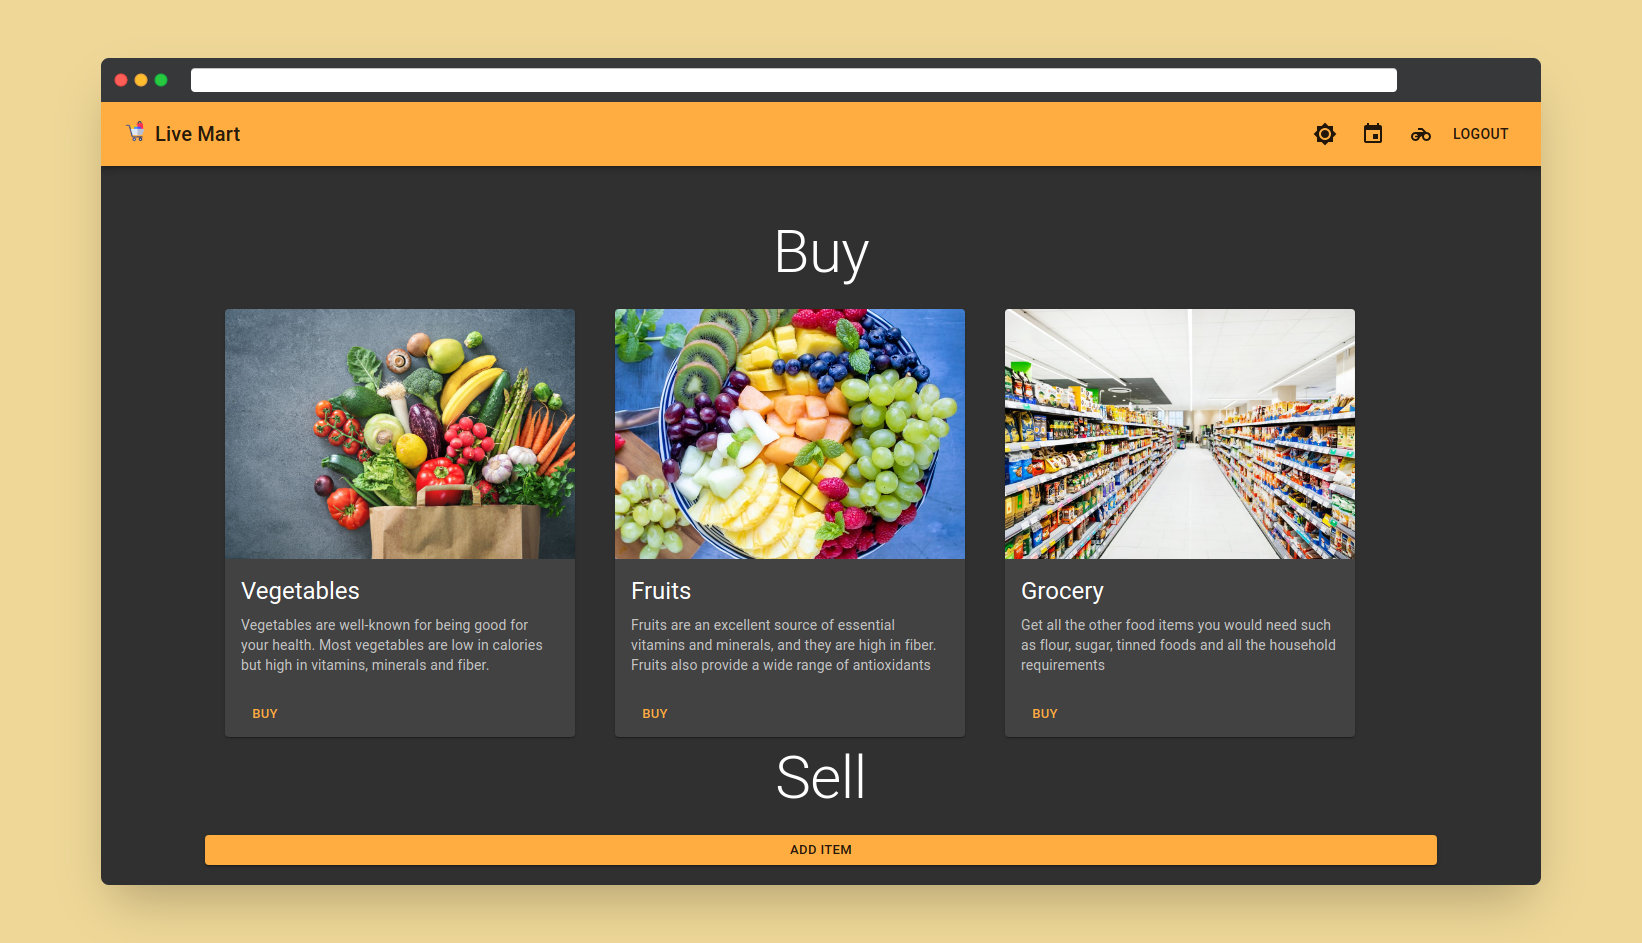 Live Mart
LOGOUT
Buy
Vegetables
Vegetables are well-known for being good for
your health. Most vegetables are low in calories
but high in vitamins, minerals and fiber.
BUY
Fruits
Fruits are an excellent source of essential
vitamins and minerals, and they are high in fiber.
Fruits also provide a wide range of antioxidants
BUY
Grocery
Get all the other food items you would need such
as flour, sugar, tinned foods and all the household
requirements
BUY
Sell
ADD ITEM